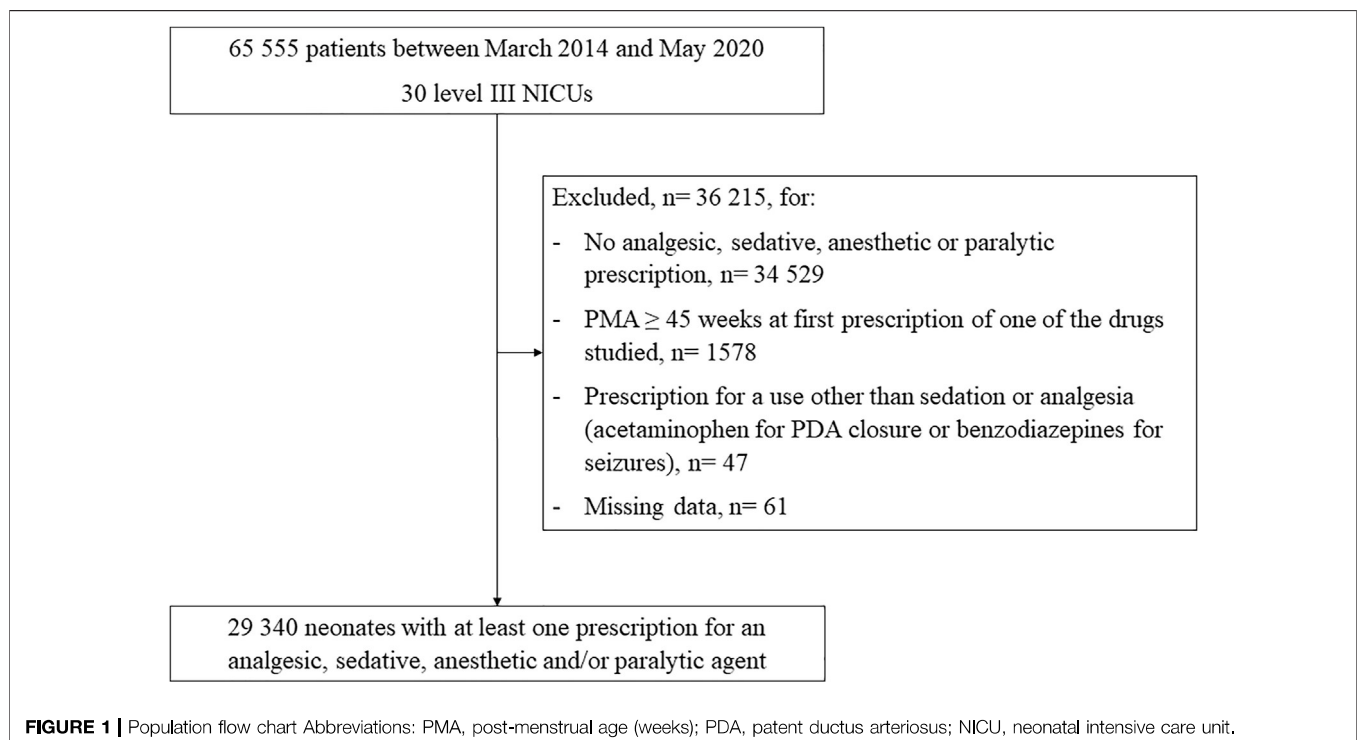 65 555 patients between March 2014 and May 2020
30 level III NICUs
Excluded, n= 36 215, for:
- No analgesic, sedative, anesthetic or paralytic
prescription, n= 34 529
- PMA ≥ 45 weeks at first prescription of one of the drugs
studied, n= 1578
- Prescription for a use other than sedation or analgesia
(acetaminophen for PDA closure or benzodiazepines for
seizures), n= 47
- Missing data, n= 61
29 340 neonates with at least one prescription for an
analgesic, sedative, anesthetic and/or paralytic agent
FIGURE 1 | Population flow chart Abbreviations: PMA, post-menstrual age (weeks); PDA, patent ductus arteriosus; NICU, neonatal intensive care unit.